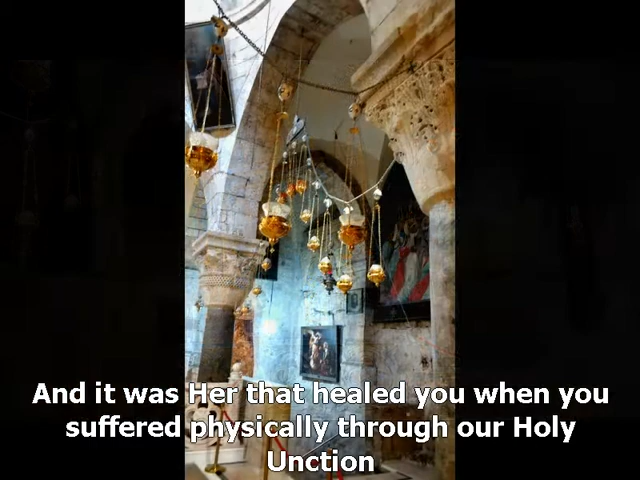 And it was Her that healed you when you
suffered physically through our Holy
Unction